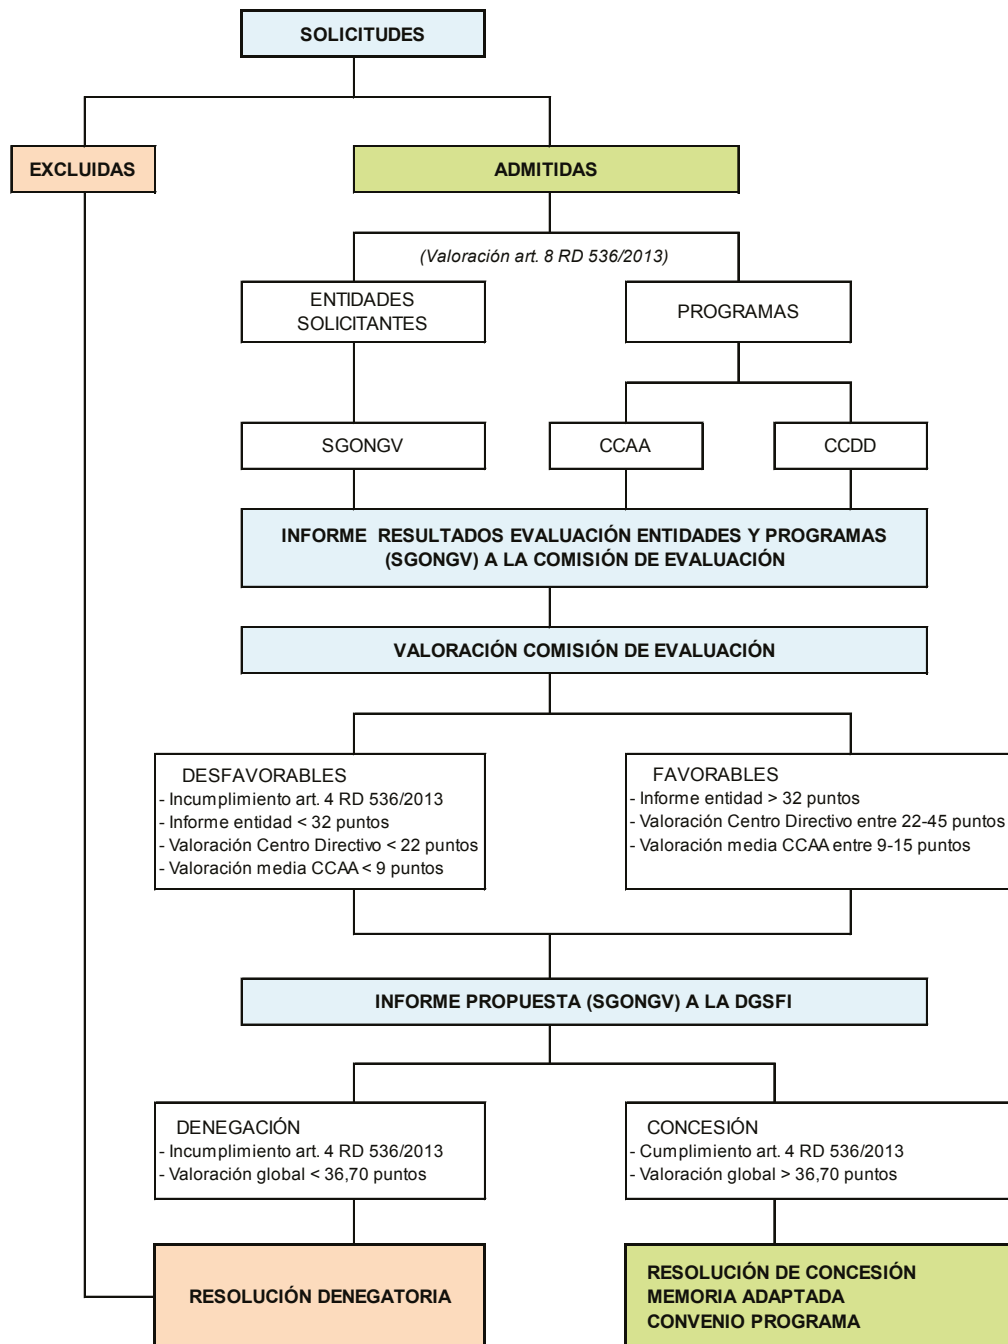 SOLICITUDES
EXCLUIDAS
ADMITIDAS
(Valoración art. 8 RD 536/2013)
ENTIDADES
SOLICITANTES
PROGRAMAS
SGONGV
CCAA
CCDD
INFORME RESULTADOS EVALUACIÓN ENTIDADES Y PROGRAMAS
(SGONGV) A LA COMISIÓN DE EVALUACIÓN
VALORACIÓN COMISIÓN DE EVALUACIÓN
DESFAVORABLES
- Incumplimiento art. 4 RD 536/2013
- Informe entidad < 32 puntos
- Valoración Centro Directivo < 22 puntos
- Valoración media CCAA < 9 puntos
FAVORABLES
- Informe entidad > 32 puntos
- Valoración Centro Directivo entre 22-45 puntos
- Valoración media CCAA entre 9-15 puntos
INFORME PROPUESTA (SGONGV) A LA DGSFI
DENEGACIÓN
- Incumplimiento art. 4 RD 536/2013
- Valoración global < 36,70 puntos
CONCESIÓN
- Cumplimiento art. 4 RD 536/2013
- Valoración global > 36,70 puntos
RESOLUCIÓN DENEGATORIA
RESOLUCIÓN DE CONCESIÓN
MEMORIA ADAPTADA
CONVENIO PROGRAMA